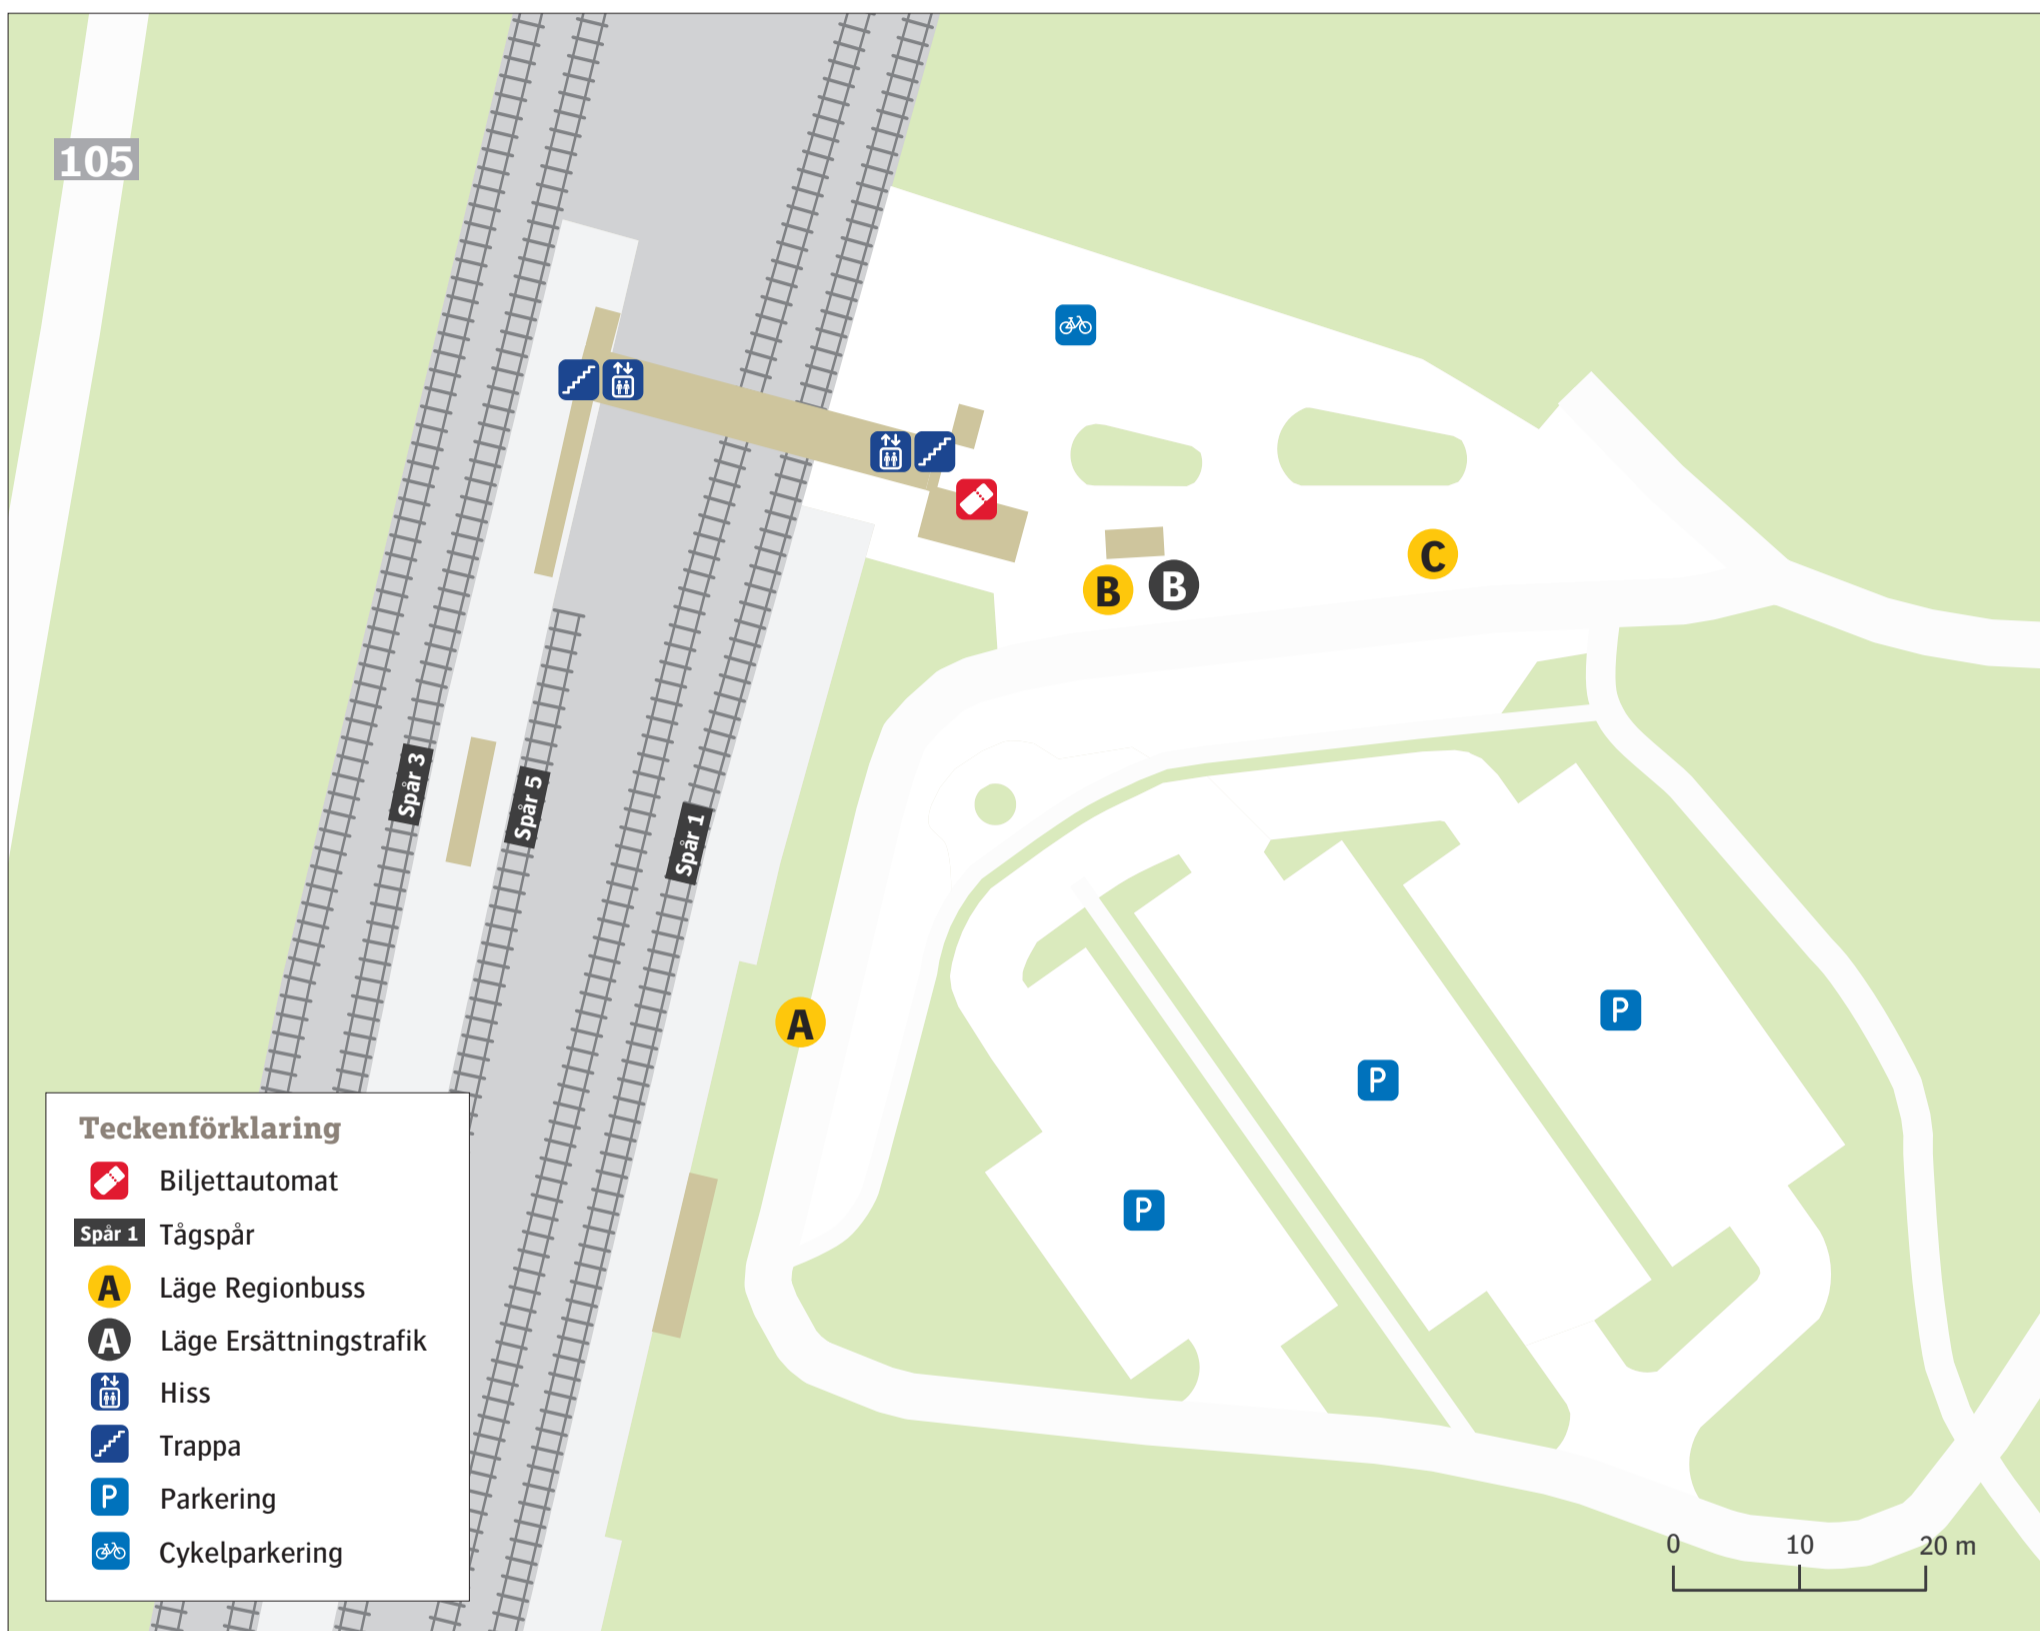 105
B
B
C
Spår 3
Spår 5
Spår 1
A
P
P
P
Teckenförklaring
Biljettautomat
Spår 1 Tågspår
A Läge Regionbuss
A Läge Ersättningstrafik
Hiss
Trappa
P Parkering
Cykelparkering
0 10 20 m